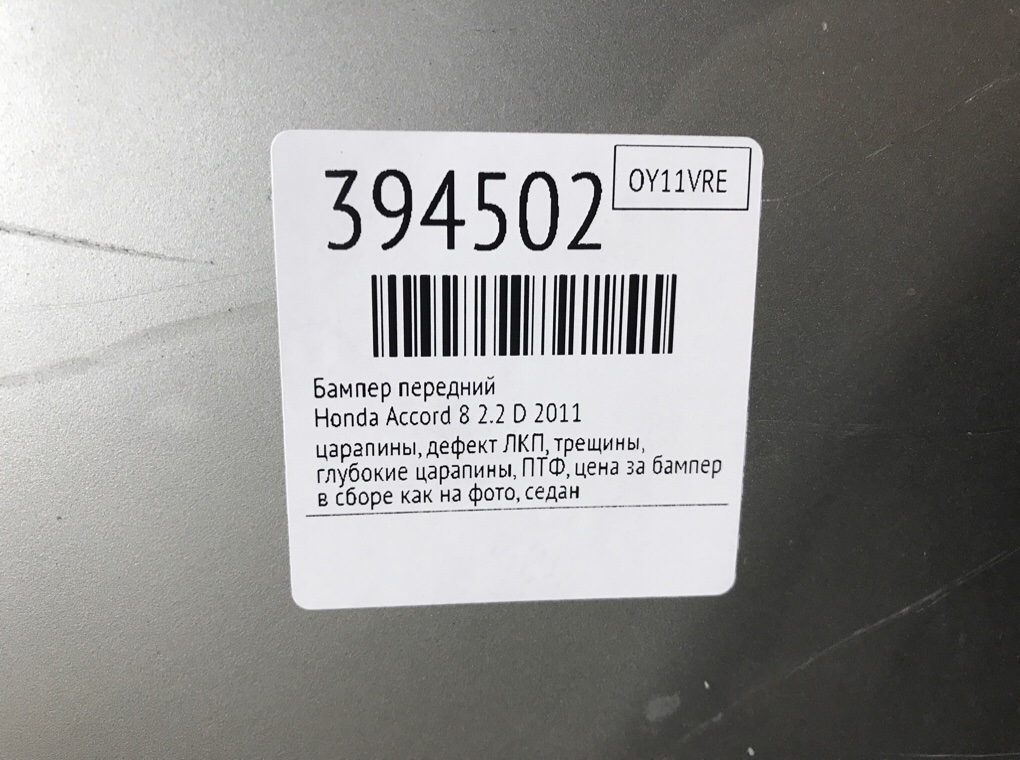 394502
OY11VRE
Бампер передний
Honda Accord 8 2.2 D 2011
царапины, дефект ЛКП, трещины,
глубокие царапины, ПТФ, цена за бампер
в сборе как на фото, седан